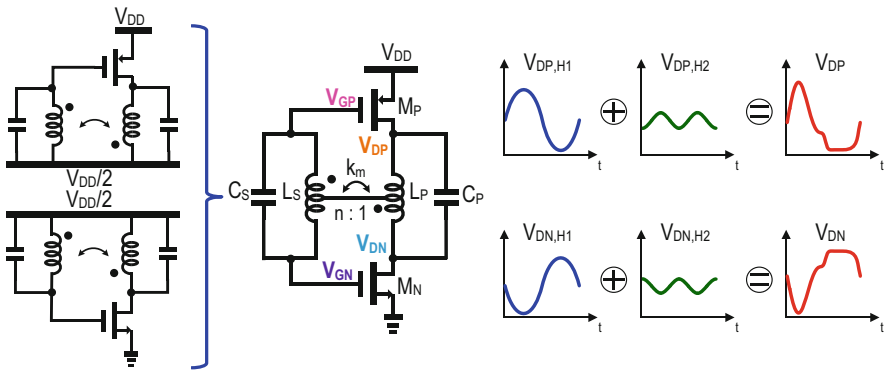 VDD
VDD/2
VDD/2
VDD
VGP
MP
VDP
km
CS
LS
LP
CP
n : 1
VDN
VGN
MN
VDP,H1
VDP,H2
VDP
t
t
t
VDN,H1
VDN,H2
VDN
t
t
t